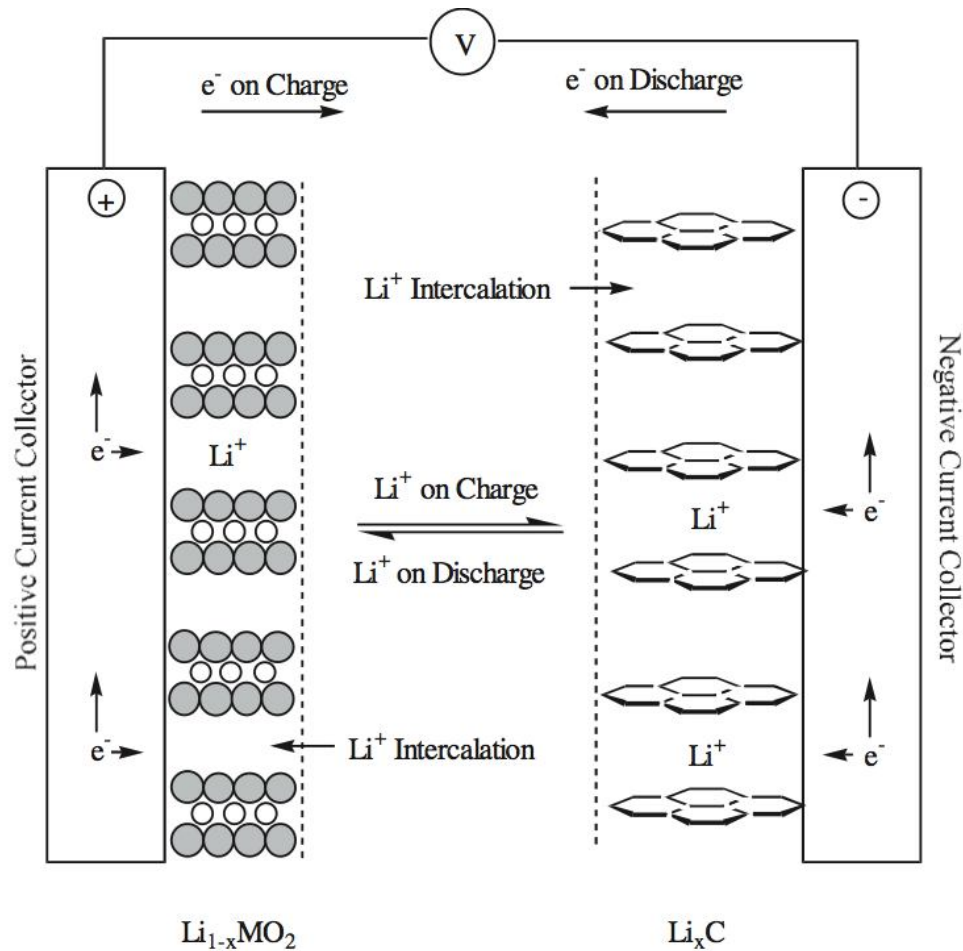 V
e⁻ on Charge
e⁻ on Discharge
+
-
Li⁺ Intercalation
Positive Current Collector
Negative Current Collector
e⁻
Li⁺
Li⁺ on Charge
Li⁺ on Discharge
Li⁺
e⁻
e⁻
Li⁺ Intercalation
Li⁺
e⁻
Li₁₋ₓMO₂
LiₓC